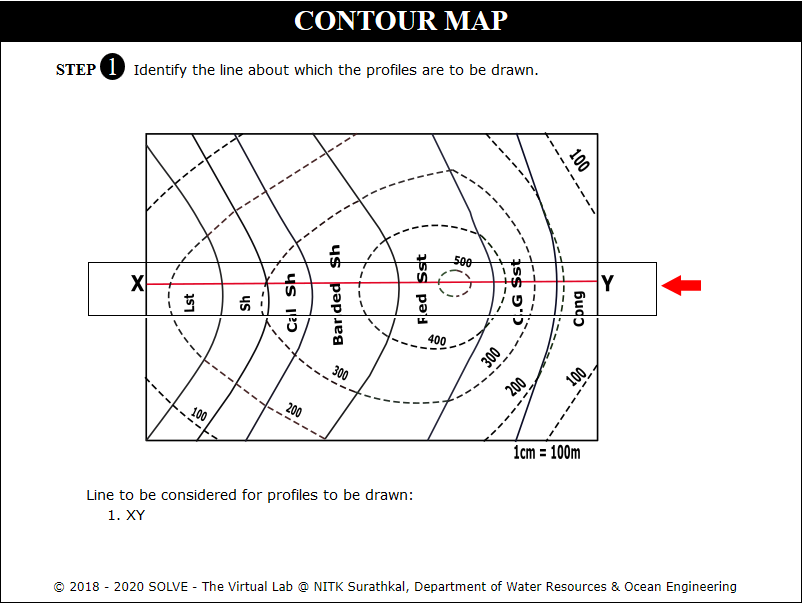 CONTOUR MAP
STEP 1 Identify the line about which the profiles are to be drawn.
100
X
Y
Lst
Sh
Cal Sh
Banded Sh
Red Sst
500
C.G Sst
Cong
400
300
300
200
100
100
200
1cm = 100m
Line to be considered for profiles to be drawn:
1. XY
© 2018 - 2020 SOLVE - The Virtual Lab @ NITK Surathkal, Department of Water Resources & Ocean Engineering